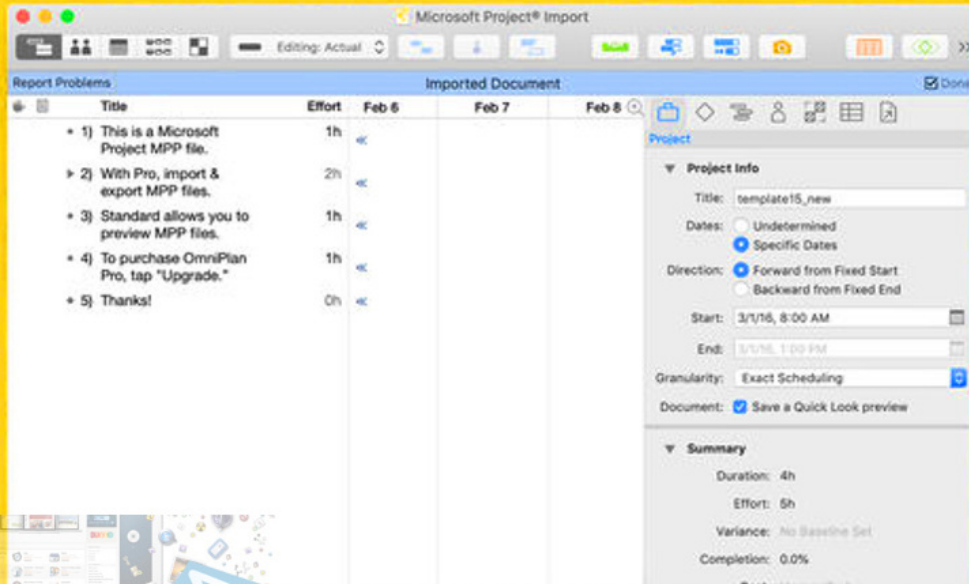 Microsoft Project® Import
Editing: Actual
Report Problems
Imported Document
Done
Title Effort Feb 6 Feb 7 Feb 8
1) This is a Microsoft 1h
Project MPP file.
2) With Pro, import & 2h
export MPP files.
3) Standard allows you to 1h
preview MPP files.
4) To purchase OmniPlan 1h
Pro, tap "Upgrade."
5) Thanks! 0h
Project
Project Info
Title: template15_new
Dates: Undetermined
Specific Dates
Direction: Forward from Fixed Start
Backward from Fixed End
Start: 3/1/16, 8:00 AM
End: 3/1/16, 1:00 PM
Granularity: Exact Scheduling
Document: Save a Quick Look preview
Summary
Duration: 4h
Effort: 5h
Variance: No Baseline Set
Completion: 0.0%